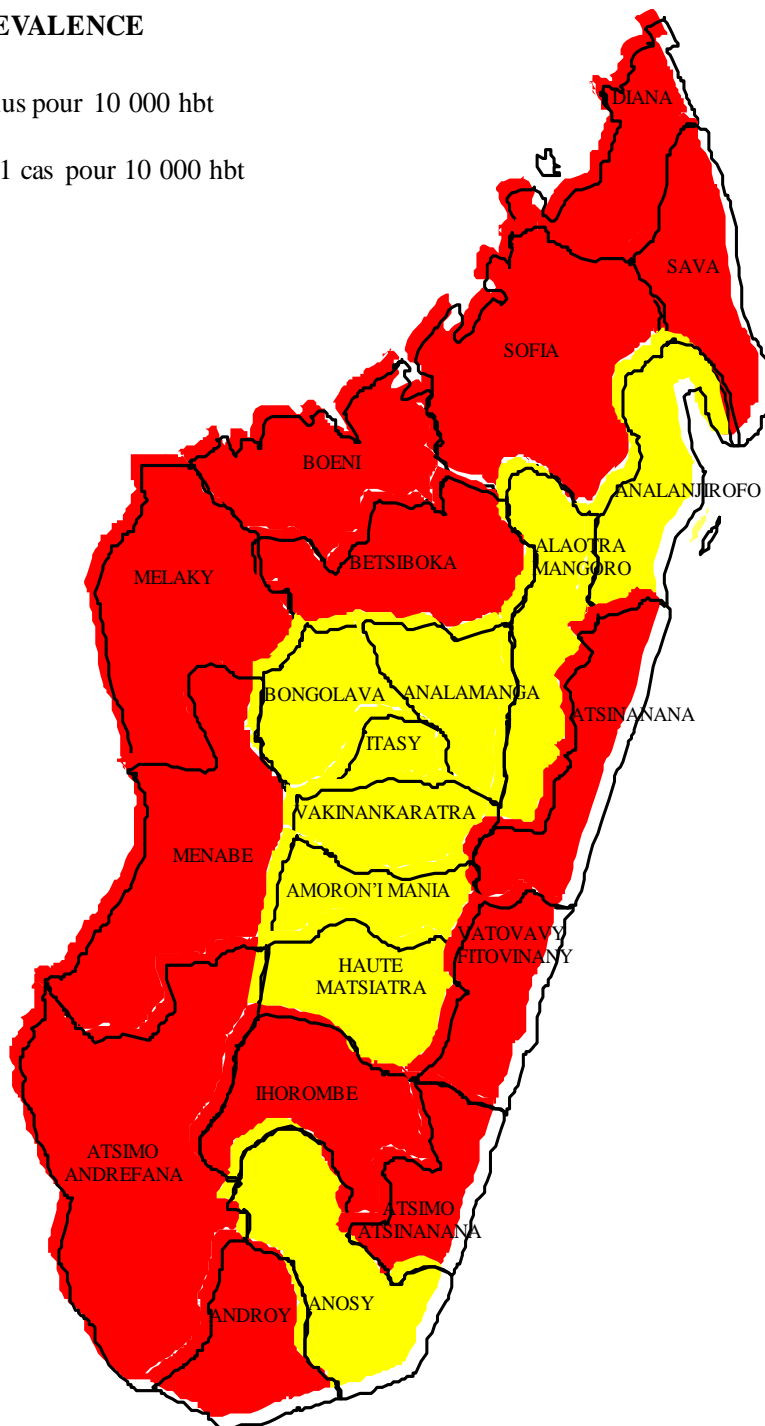 EVALENCE
lus pour 10 000 hbt
1 cas pour 10 000 hbt
DIANA
SAVA
SOFIA
BOENI
ANALANJIROFO
ALAOTRA
MANGORO
BETSIBOKA
MELAKY
BONGOLAVA
ANALAMANGA
ATSINANANA
ITASY
VAKINANKARATRA
MENABE
AMORON'I MANIA
VATOVAVY
FITOVINANY
HAUTE
MATSIATRA
IHOROMBE
ATSIMO
ANDREFANA
ATSIMO
ATSINANANA
ANOSY
ANDROY